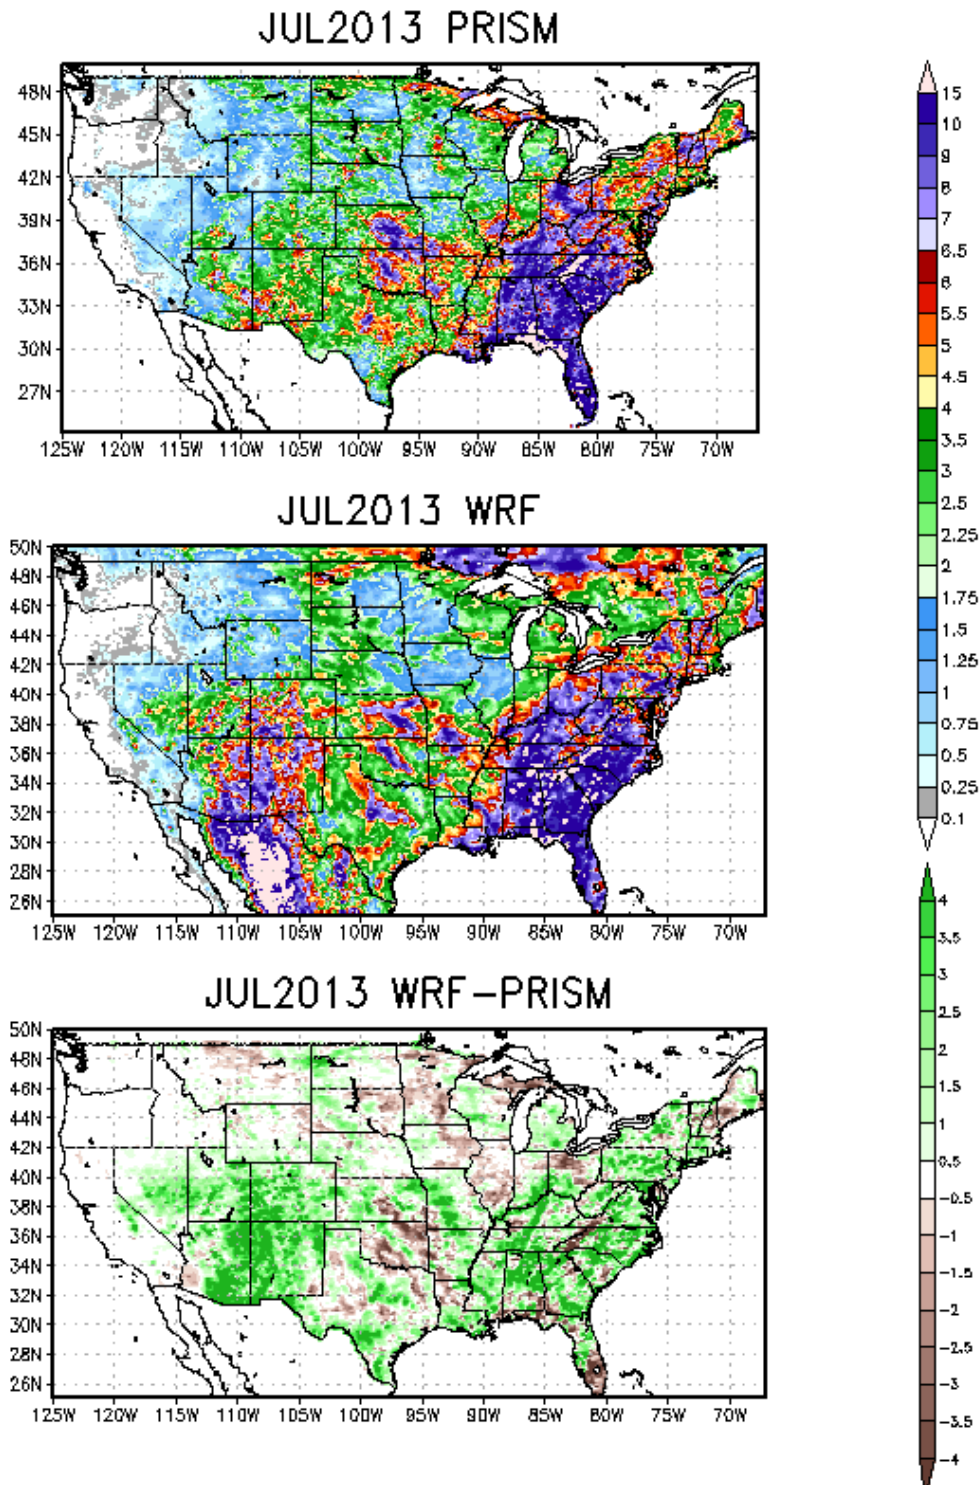 JUL2013 PRISM
48N
45N
42N
39N
36N
33N
30N
27N
125W 120W 115W 110W 105W 100W 95W 90W 85W 80W 75W 70W
15
10
9
8
7
6.5
6
5.5
5
4.5
4
3.5
2.5
2.25
2
1.75
1.5
1.25
1
0.75
0.5
0.25
0.1
JUL2013 WRF
50N
48N
46N
44N
42N
40N
38N
36N
34N
32N
30N
28N
26N
125W 120W 115W 110W 105W 100W 95W 90W 85W 80W 75W 70W
JUL2013 WRF-PRISM
50N
48N
46N
44N
42N
40N
38N
36N
34N
32N
30N
28N
26N
125W 120W 115W 110W 105W 100W 95W 90W 85W 80W 75W 70W
4
3.5
3
2.5
2
1.5
1
0.5
-0.5
-1
-1.5
-2
-2.5
-3
-3.5
-4